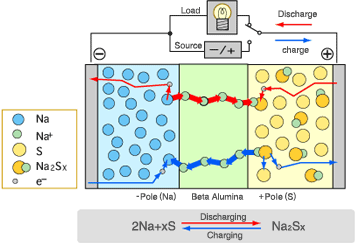 Load
Discharge
Source
−/+
charge
⊖
⊕
Na
Na+
S
Na2Sx
e−
-Pole (Na)
Beta Alumina
+Pole (S)
2Na+xS
Discharging
Charging
Na2Sx